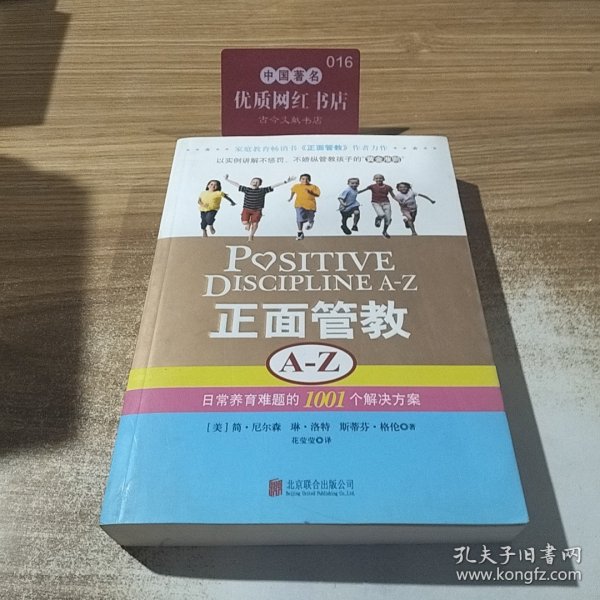 016
中国著名
优质网红书店
古今文献书店
家庭教育畅销书《正面管教》作者力作
以实例讲解不惩罚、不娇纵管教孩子的“黄金准则”
POSITIVE
DISCIPLINE A-Z
正面管教
A-Z
日常养育难题的1001个解决方案
[美]简·尼尔森 琳·洛特 斯蒂芬·格伦 著
花莹莹 译
北京联合出版公司
Beijing United Publishing Co.,Ltd.
孔夫子旧书网
www.kongfz.com